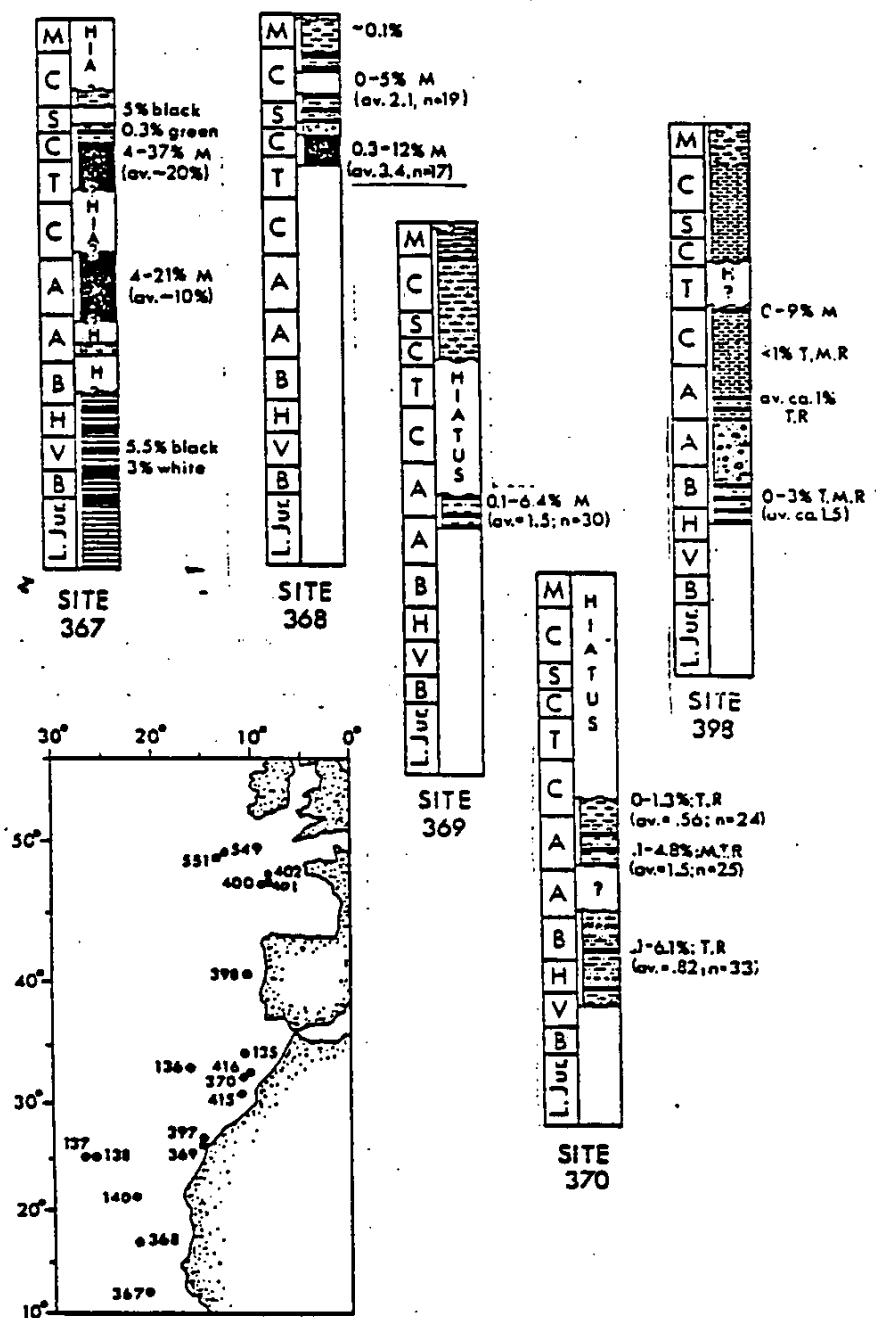 M
C
S
C
T
C
A
A
B
H
V
B
L. Jur.
HIA
5% black
0.3% green
4-37% M
(av.~20%)
HIA
4-21% M
(av.~10%)
H
H
?
5.5% black
3% white
SITE
367
M
C
S
C
T
C
A
A
B
H
V
B
L. Jur.
~0.1%
0-5% M
(av. 2.1, n=19)
0.3-12% M
(av. 3.4, n=17)
SITE
368
M
C
S
C
T
C
A
A
B
H
V
B
L. Jur.
HIATUS
0.1-6.4% M
(av.= 1.5; n=30)
SITE
369
M
C
S
C
T
C
A
A
B
H
V
B
L. Jur.
H
?
0-9% M
<1% T,M,R
av. ca. 1%
T.R
0-3% T,M,R
(av. ca 1.5)
SITE
398
M
C
S
C
T
C
A
A
B
H
V
B
L. Jur.
HIATUS
0-1.3%; T.R
(av.= .56; n=24)
.1-4.8%; M,T,R
(av.=1.5; n=25)
?
.1-6.1%; T.R
(av.= .82; n=33)
SITE
370
30° 20° 10° 0°
50°
549
551
402
400 401
398
40°
135
136 416
370
415
30°
397
137 138 369
140
20°
368
367
10°